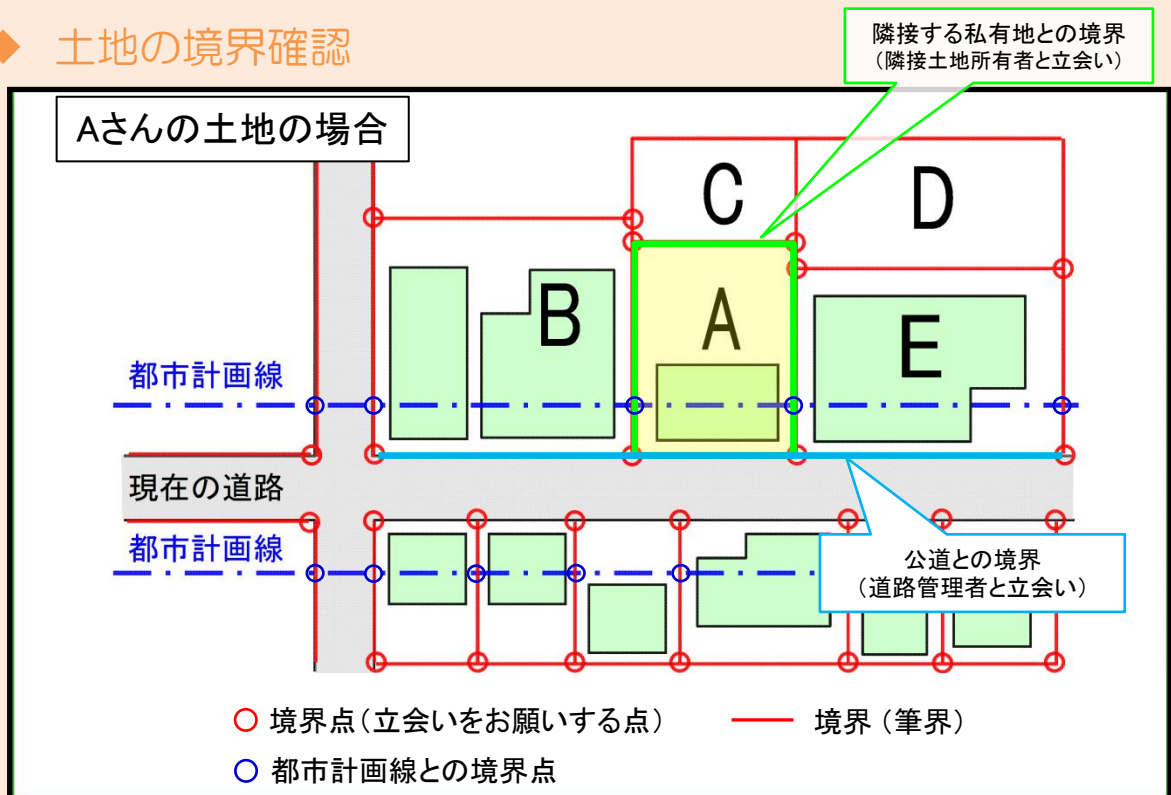 ◆ 土地の境界確認
隣接する私有地との境界
（隣接土地所有者と立会い）
Aさんの土地の場合
C
D
B
A
E
都市計画線
現在の道路
都市計画線
公道との境界
（道路管理者と立会い）
境界点（立会いをお願いする点）
境界（筆界）
都市計画線との境界点